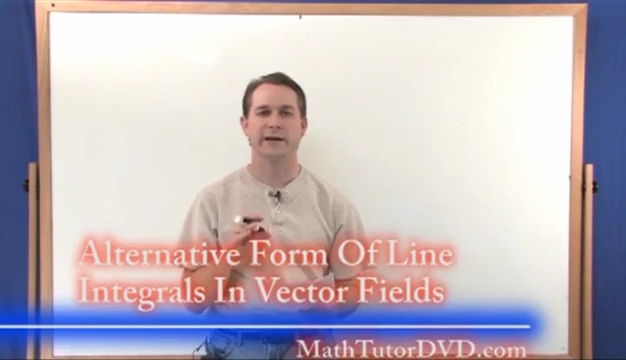 Alternative Form Of Line
Integrals In Vector Fields
MathTutorDVD.com